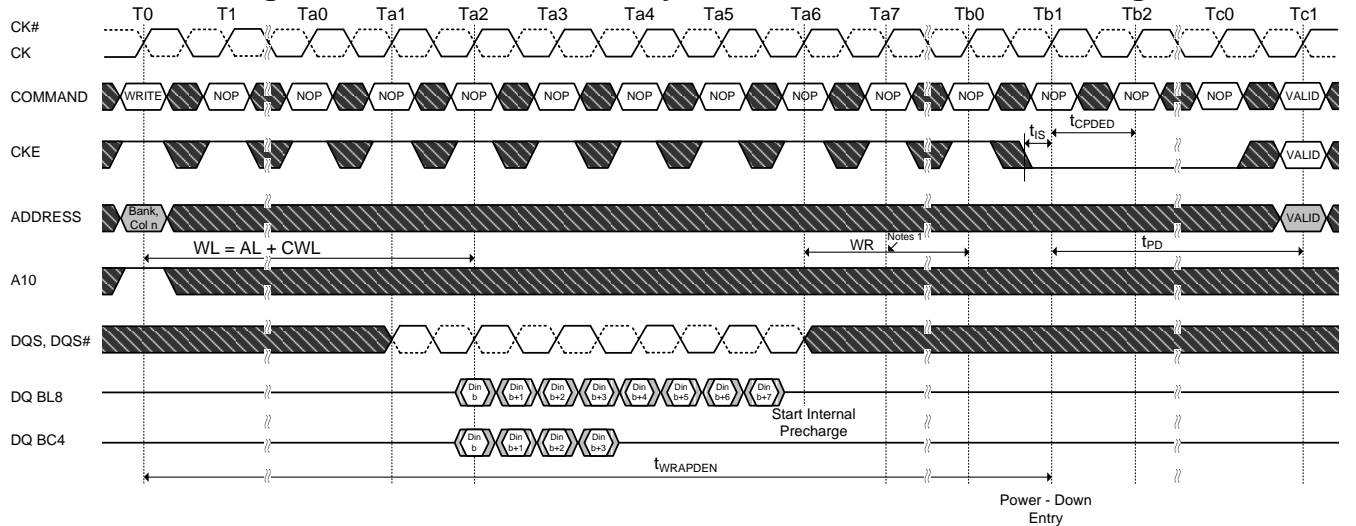 T0 T1 Ta0 Ta1 Ta2 Ta3 Ta4 Ta5 Ta6 Ta7 Tb0 Tb1 Tb2 Tc0 Tc1
CK#
CK
COMMAND WRITE NOP NOP NOP NOP NOP NOP NOP NOP NOP NOP NOP NOP NOP VALID
tIS tCPDED
CKE VALID
ADDRESS Bank, VALID
Col n
WL = AL + CWL WR Notes 1 tPD
A10
DQS, DQS#
DQ BL8 Din Din Din Din Din Din Din Din
b b+1 b+2 b+3 b+4 b+5 b+6 b+7
Start Internal
Precharge
DQ BC4 Din Din Din Din
b b+1 b+2 b+3
tWRAPDEN
Power - Down
Entry